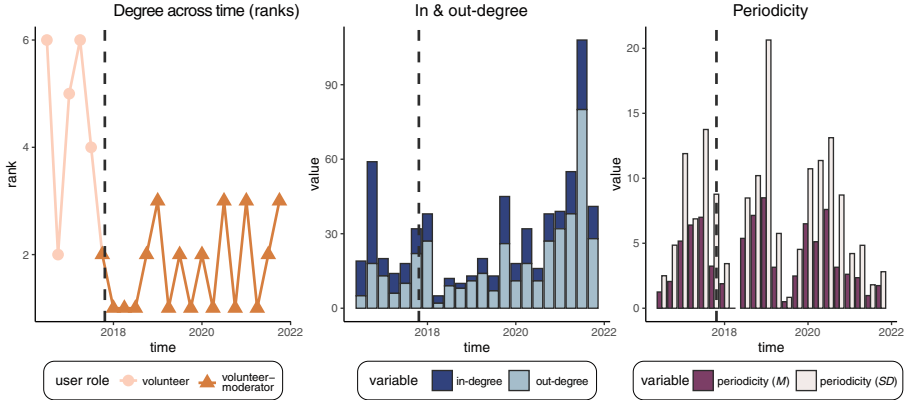 Degree across time (ranks)
In & out-degree
Periodicity
rank
6
4
2
2018
2020
2022
time
value
90
60
30
0
2018
2020
2022
time
value
20
15
10
5
0
2018
2020
2022
time
user role
volunteer
volunteer–
moderator
variable
in-degree
out-degree
variable
periodicity (M)
periodicity (SD)